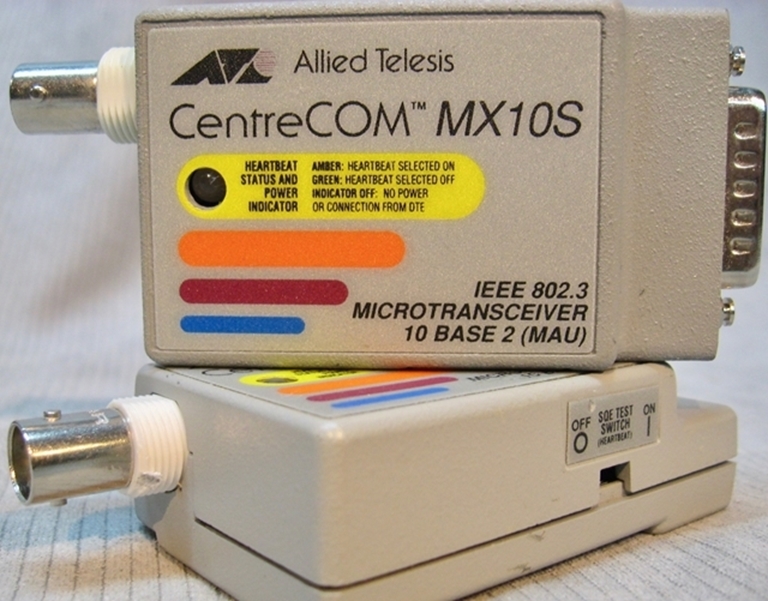 Allied Telesis
CentreCOM™ MX10S
HEARTBEAT
STATUS AND
POWER
INDICATOR
AMBER: HEARTBEAT SELECTED ON
GREEN: HEARTBEAT SELECTED OFF
INDICATOR OFF: NO POWER
OR CONNECTION FROM DTE
IEEE 802.3
MICROTRANSCEIVER
10 BASE 2 (MAU)
OFF
O
SQE TEST
SWITCH
(HEARTBEAT)
ON
|